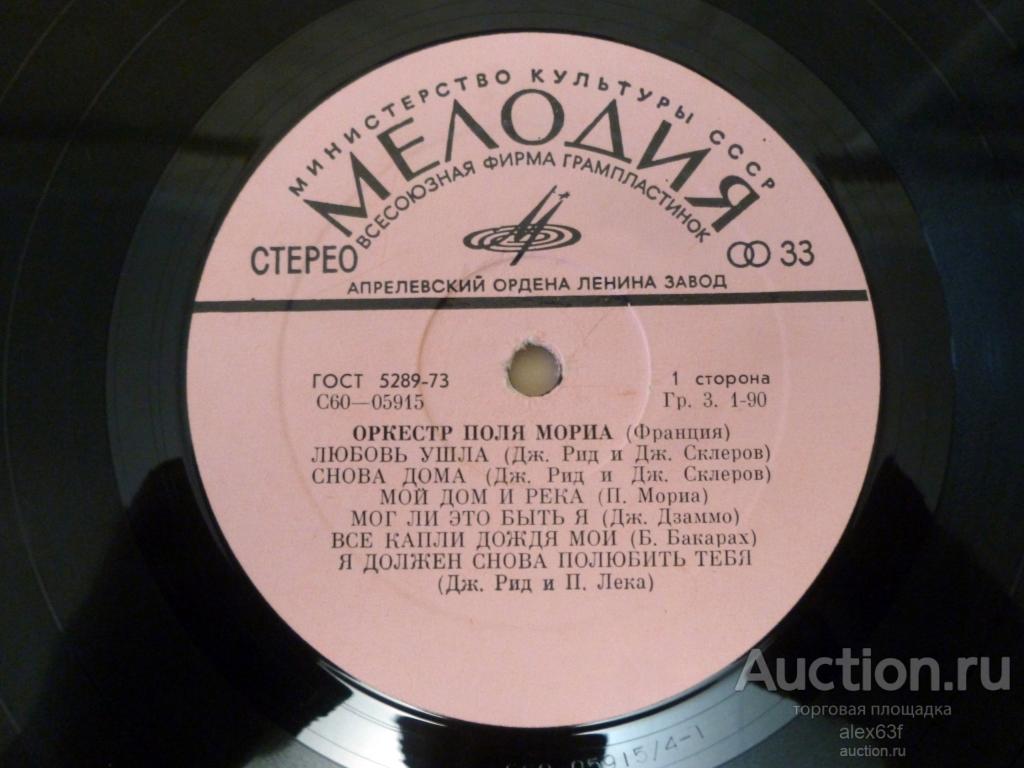 МИНИСТЕРСТВО КУЛЬТУРЫ СССР
МЕЛОДИЯ
ВСЕСОЮЗНАЯ ФИРМА ГРАМПЛАСТИНОК
СТЕРЕО
33
АПРЕЛЕВСКИЙ ОРДЕНА ЛЕНИНА ЗАВОД
ГОСТ 5289-73
1 сторона
С60—05915
Гр. 3. 1-90
ОРКЕСТР ПОЛЯ МОРИА (Франция)
ЛЮБОВЬ УШЛА (Дж. Рид и Дж. Склеров)
СНОВА ДОМА (Дж. Рид и Дж. Склеров)
МОЙ ДОМ И РЕКА (П. Мориа)
МОГ ЛИ ЭТО БЫТЬ Я (Дж. Дзаммо)
ВСЕ КАПЛИ ДОЖДЯ МОИ (Б. Бакарах)
Я ДОЛЖЕН СНОВА ПОЛЮБИТЬ ТЕБЯ
(Дж. Рид и П. Лека)
Auction.ru
торговая площадка
alex63f
auction.ru
05915/4-1